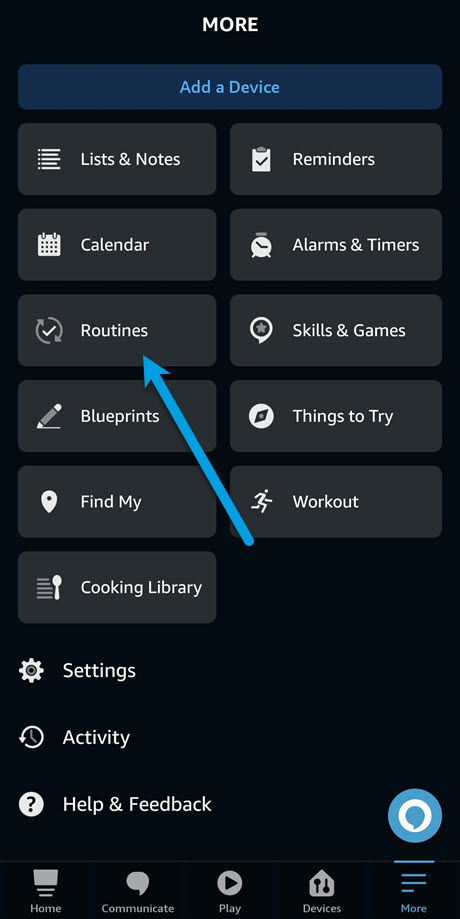 MORE
Add a Device
Lists & Notes
Reminders
Calendar
Alarms & Timers
Routines
Skills & Games
Blueprints
Things to Try
Find My
Workout
Cooking Library
Settings
Activity
Help & Feedback
Home
Communicate
Play
Devices
More